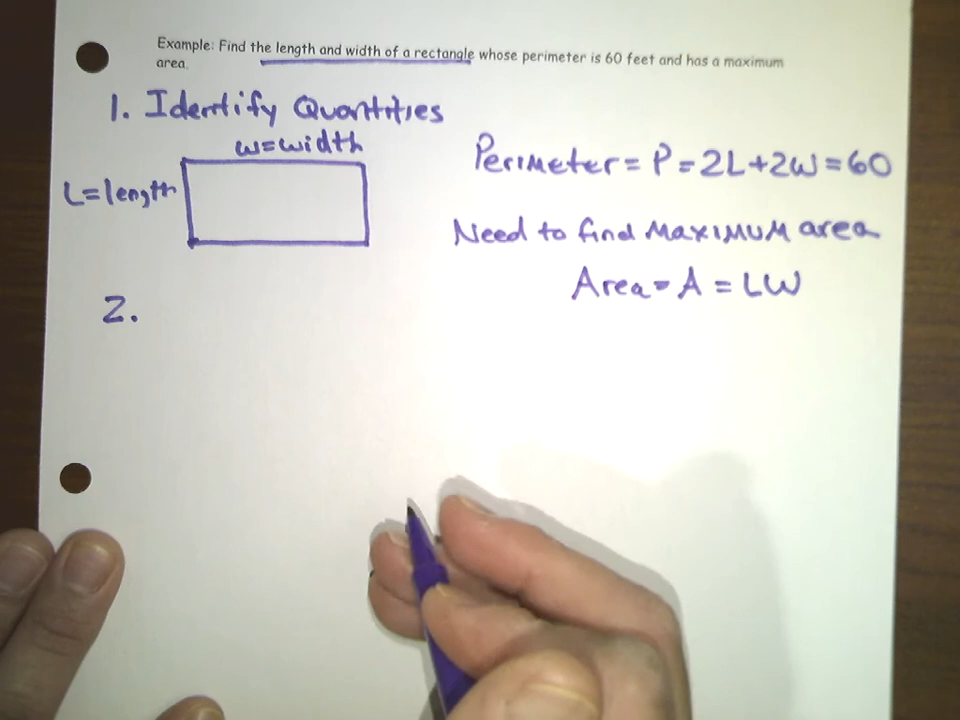 Example: Find the length and width of a rectangle whose perimeter is 60 feet and has a maximum
area.
1. Identify Quantities
w=width
L=length
Perimeter = P = 2L+2W=60
Need to find MAXIMUM area
Area = A = LW
2.